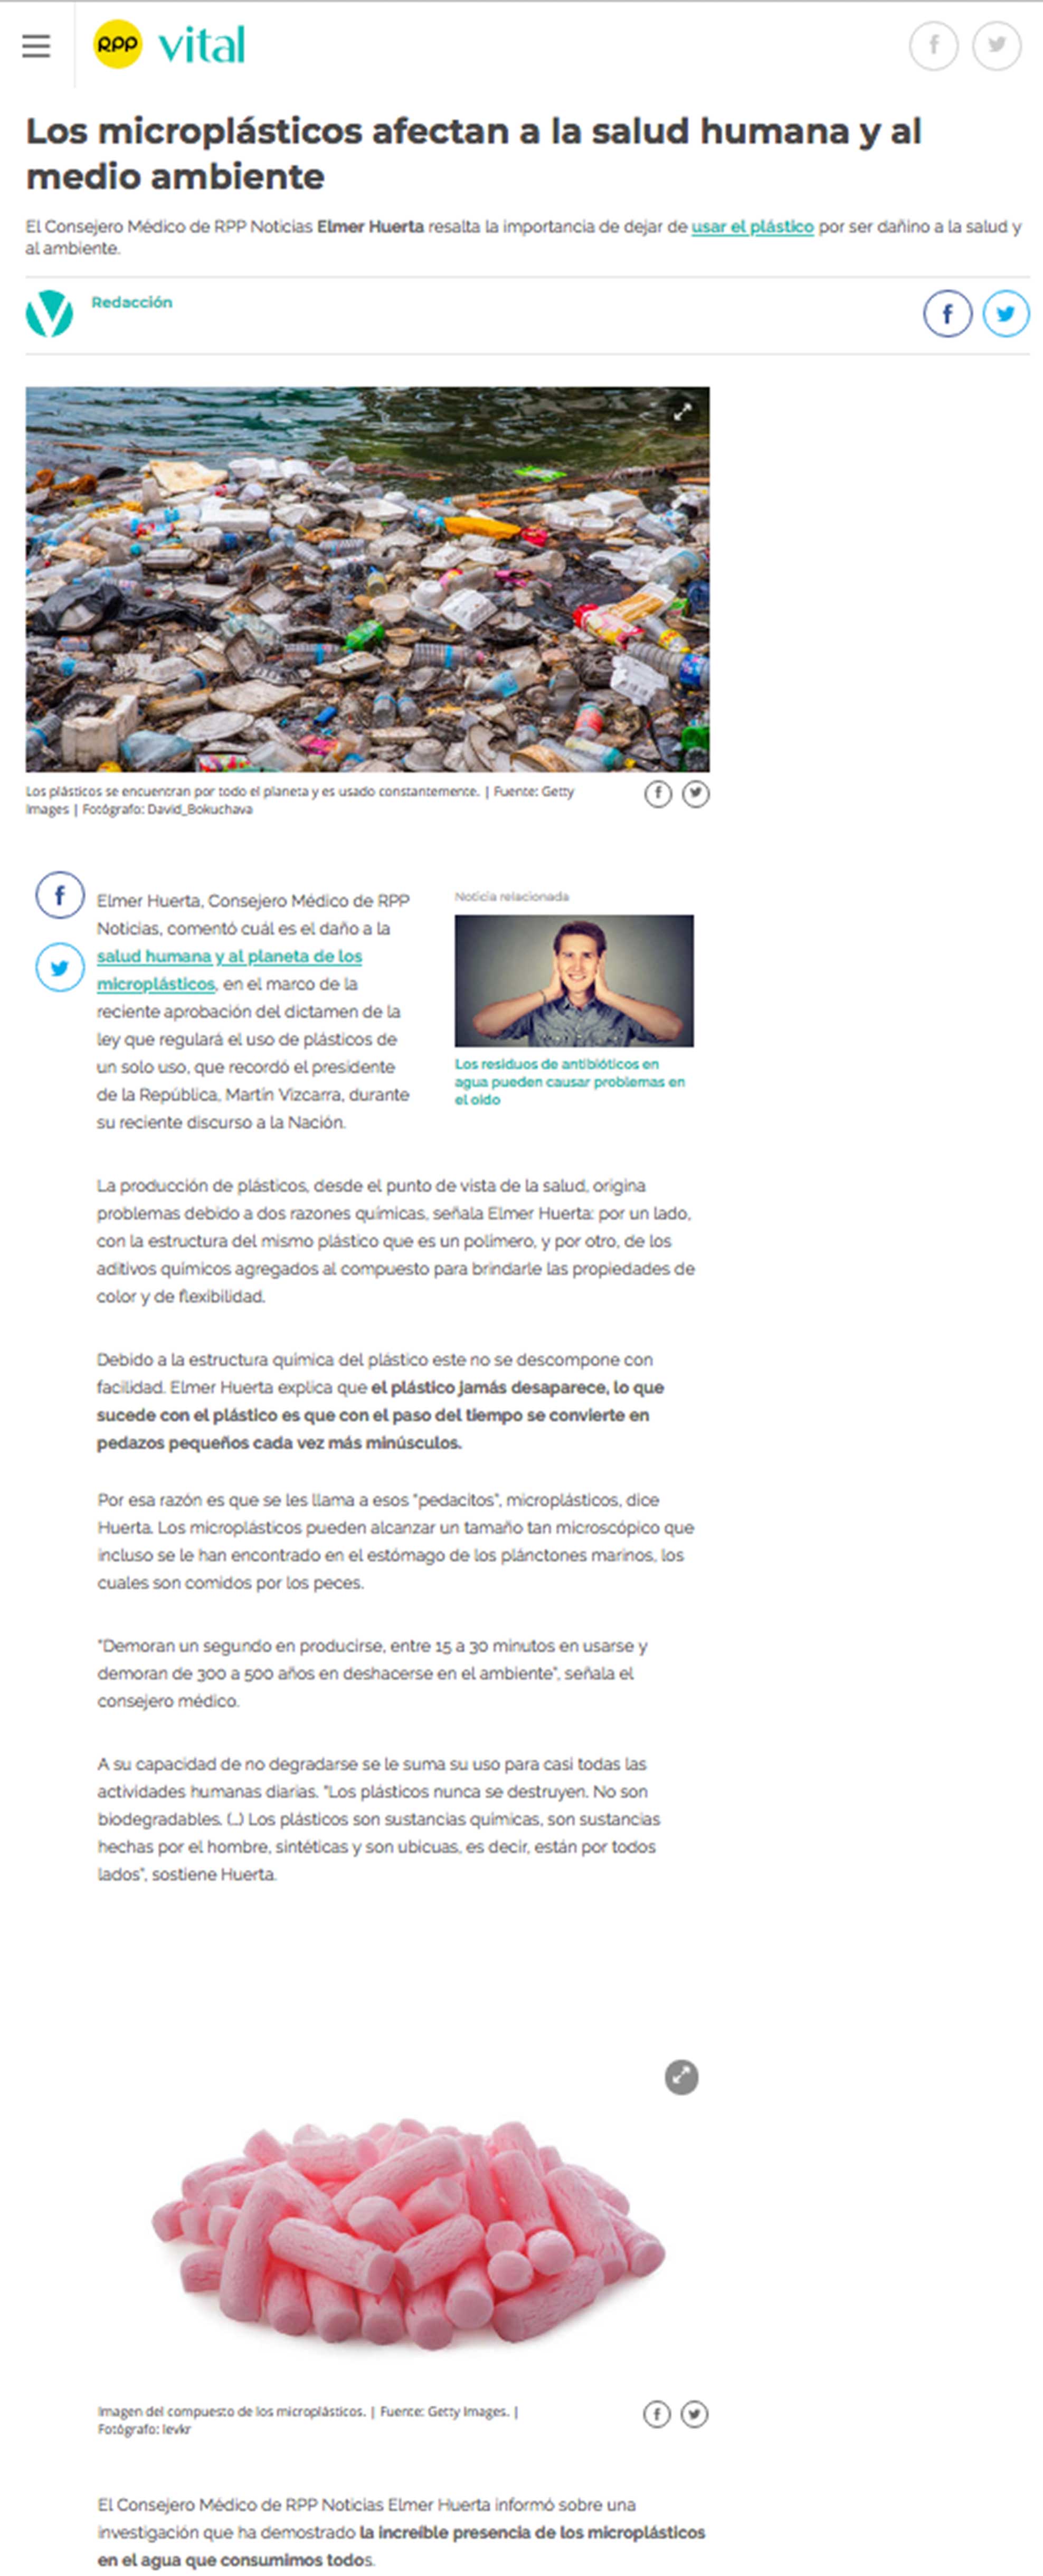 RPP vital
Los microplásticos afectan a la salud humana y al
medio ambiente
El Consejero Médico de RPP Noticias Elmer Huerta resalta la importancia de dejar de usar el plástico por ser dañino a la salud y
al ambiente.
Redacción
Los plásticos se encuentran por todo el planeta y es usado constantemente. | Fuente: Getty
Images | Fotógrafo: David_Bokuchava
Elmer Huerta, Consejero Médico de RPP
Noticias, comentó cuál es el daño a la
salud humana y al planeta de los
microplásticos, en el marco de la
reciente aprobación del dictamen de la
ley que regulará el uso de plásticos de
un solo uso, que recordó el presidente
de la República, Martín Vizcarra, durante
su reciente discurso a la Nación.
Noticia relacionada
Los residuos de antibióticos en
agua pueden causar problemas en
el oído
La producción de plásticos, desde el punto de vista de la salud, origina
problemas debido a dos razones químicas, señala Elmer Huerta: por un lado,
con la estructura del mismo plástico que es un polímero, y por otro, de los
aditivos químicos agregados al compuesto para brindarle las propiedades de
color y de flexibilidad.
Debido a la estructura química del plástico este no se descompone con
facilidad. Elmer Huerta explica que el plástico jamás desaparece, lo que
sucede con el plástico es que con el paso del tiempo se convierte en
pedazos pequeños cada vez más minúsculos.
Por esa razón es que se les llama a esos "pedacitos", microplásticos, dice
Huerta. Los microplásticos pueden alcanzar un tamaño tan microscópico que
incluso se le han encontrado en el estómago de los plánctones marinos, los
cuales son comidos por los peces.
"Demoran un segundo en producirse, entre 15 a 30 minutos en usarse y
demoran de 300 a 500 años en deshacerse en el ambiente", señala el
consejero médico.
A su capacidad de no degradarse se le suma su uso para casi todas las
actividades humanas diarias. "Los plásticos nunca se destruyen. No son
biodegradables. (...) Los plásticos son sustancias químicas, son sustancias
hechas por el hombre, sintéticas y son ubicuas, es decir, están por todos
lados", sostiene Huerta.
Imagen del compuesto de los microplásticos. | Fuente: Getty Images. |
Fotógrafo: levkr
El Consejero Médico de RPP Noticias Elmer Huerta informó sobre una
investigación que ha demostrado la increíble presencia de los microplásticos
en el agua que consumimos todos.